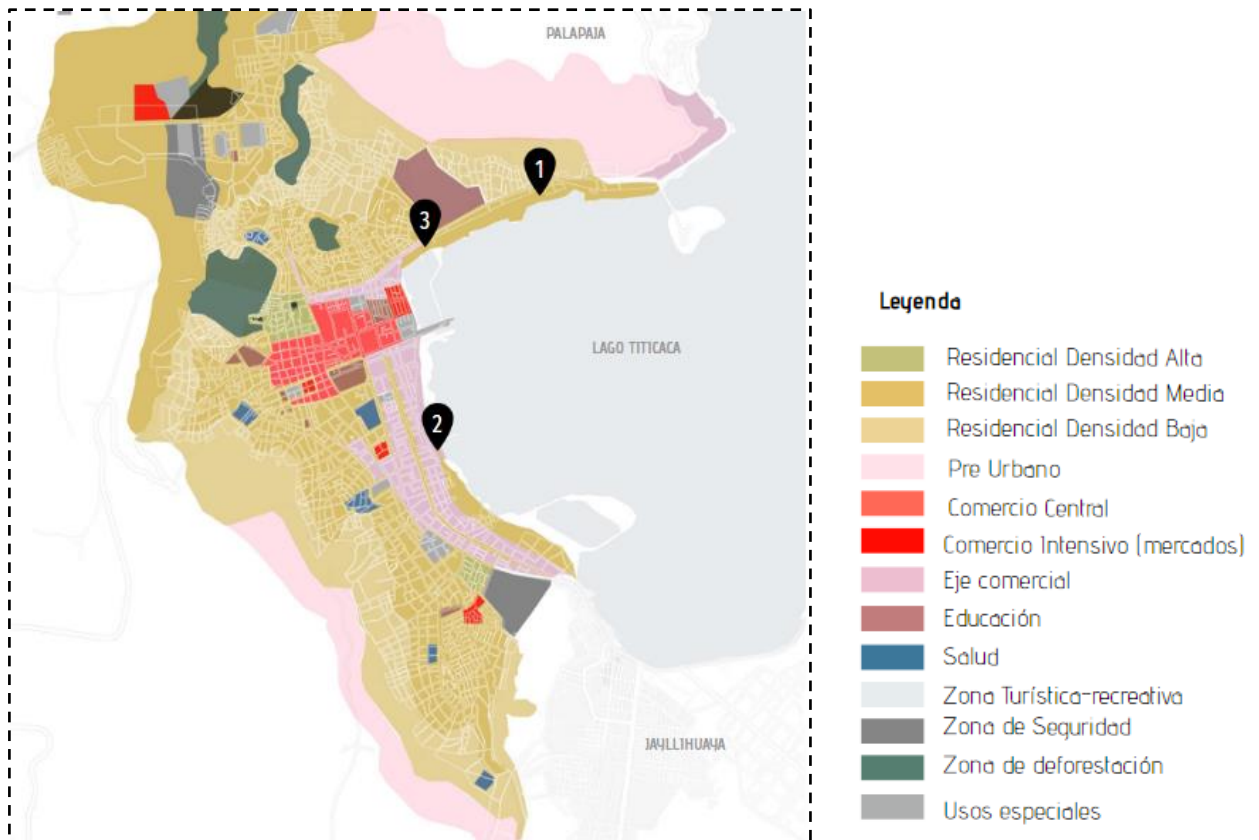 PALAPAJA
1
3
LAGO TITICACA
2
JAYLLIHUAYA
Leyenda
Residencial Densidad Alta
Residencial Densidad Media
Residencial Densidad Baja
Pre Urbano
Comercio Central
Comercio Intensivo (mercados)
Eje comercial
Educación
Salud
Zona Turística-recreativa
Zona de Seguridad
Zona de deforestación
Usos especiales